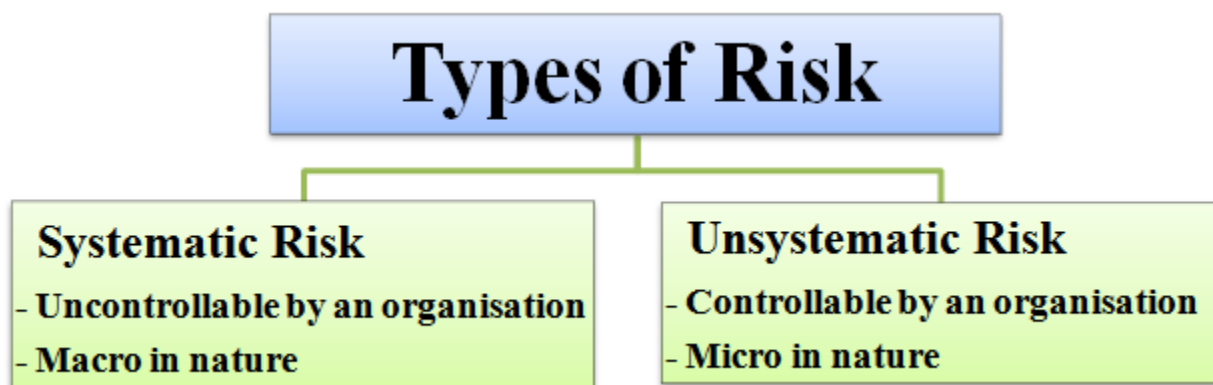 Types of Risk
Systematic Risk
- Uncontrollable by an organisation
- Macro in nature
Unsystematic Risk
- Controllable by an organisation
- Micro in nature